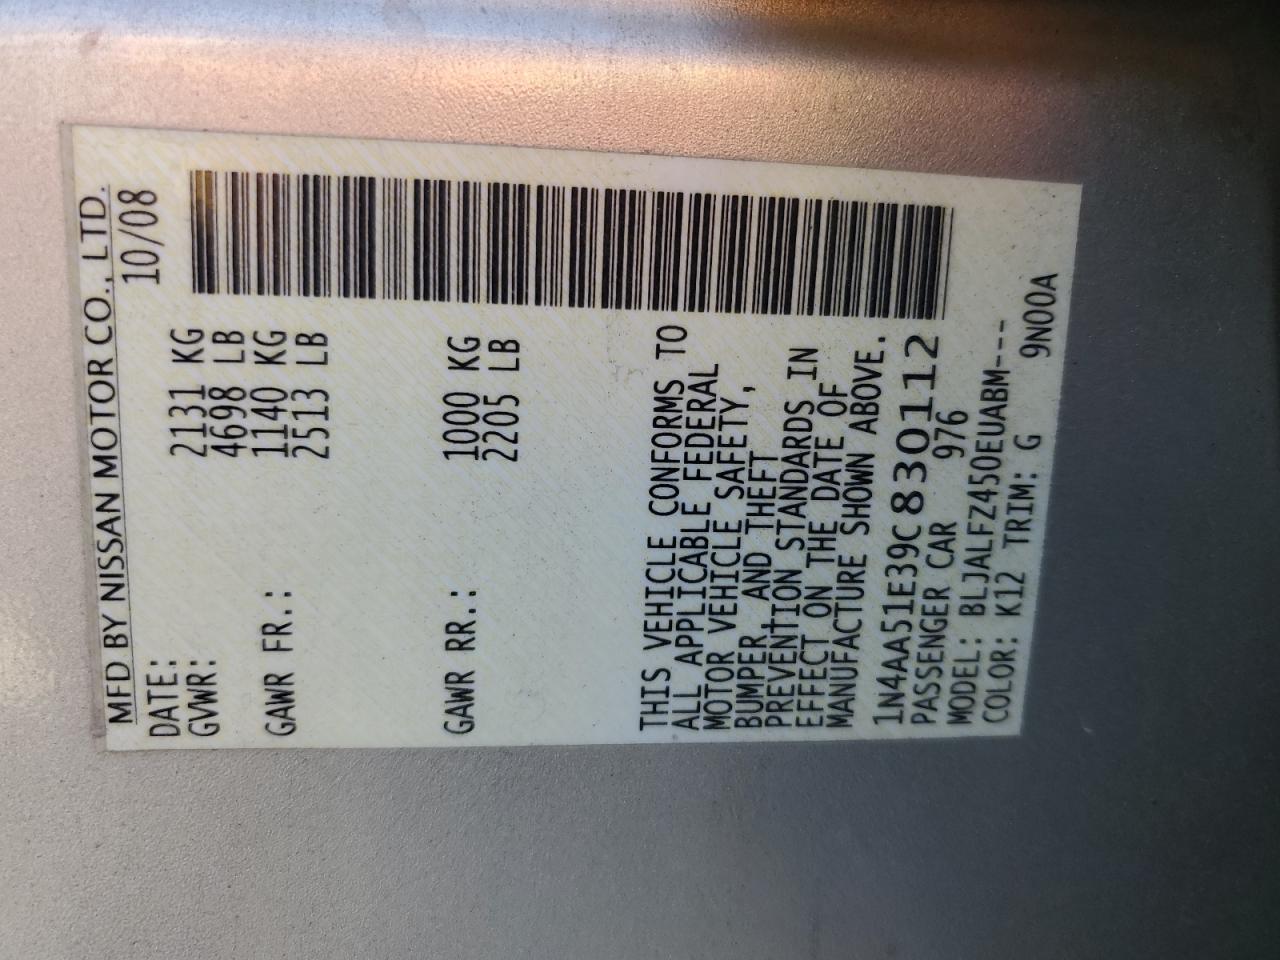 MFD BY NISSAN MOTOR CO., LTD.
DATE: 10/08
GVWR: 2131 KG
4698 LB
GAWR FR.: 1140 KG
2513 LB
GAWR RR.: 1000 KG
2205 LB
THIS VEHICLE CONFORMS TO
ALL APPLICABLE FEDERAL
MOTOR VEHICLE SAFETY,
BUMPER, AND THEFT
PREVENTION STANDARDS IN
EFFECT ON THE DATE OF
MANUFACTURE SHOWN ABOVE.
1N4AA51E39C830112
PASSENGER CAR 976
MODEL: BLJALFZ450EUABM---
COLOR: K12 TRIM: G 9N00A